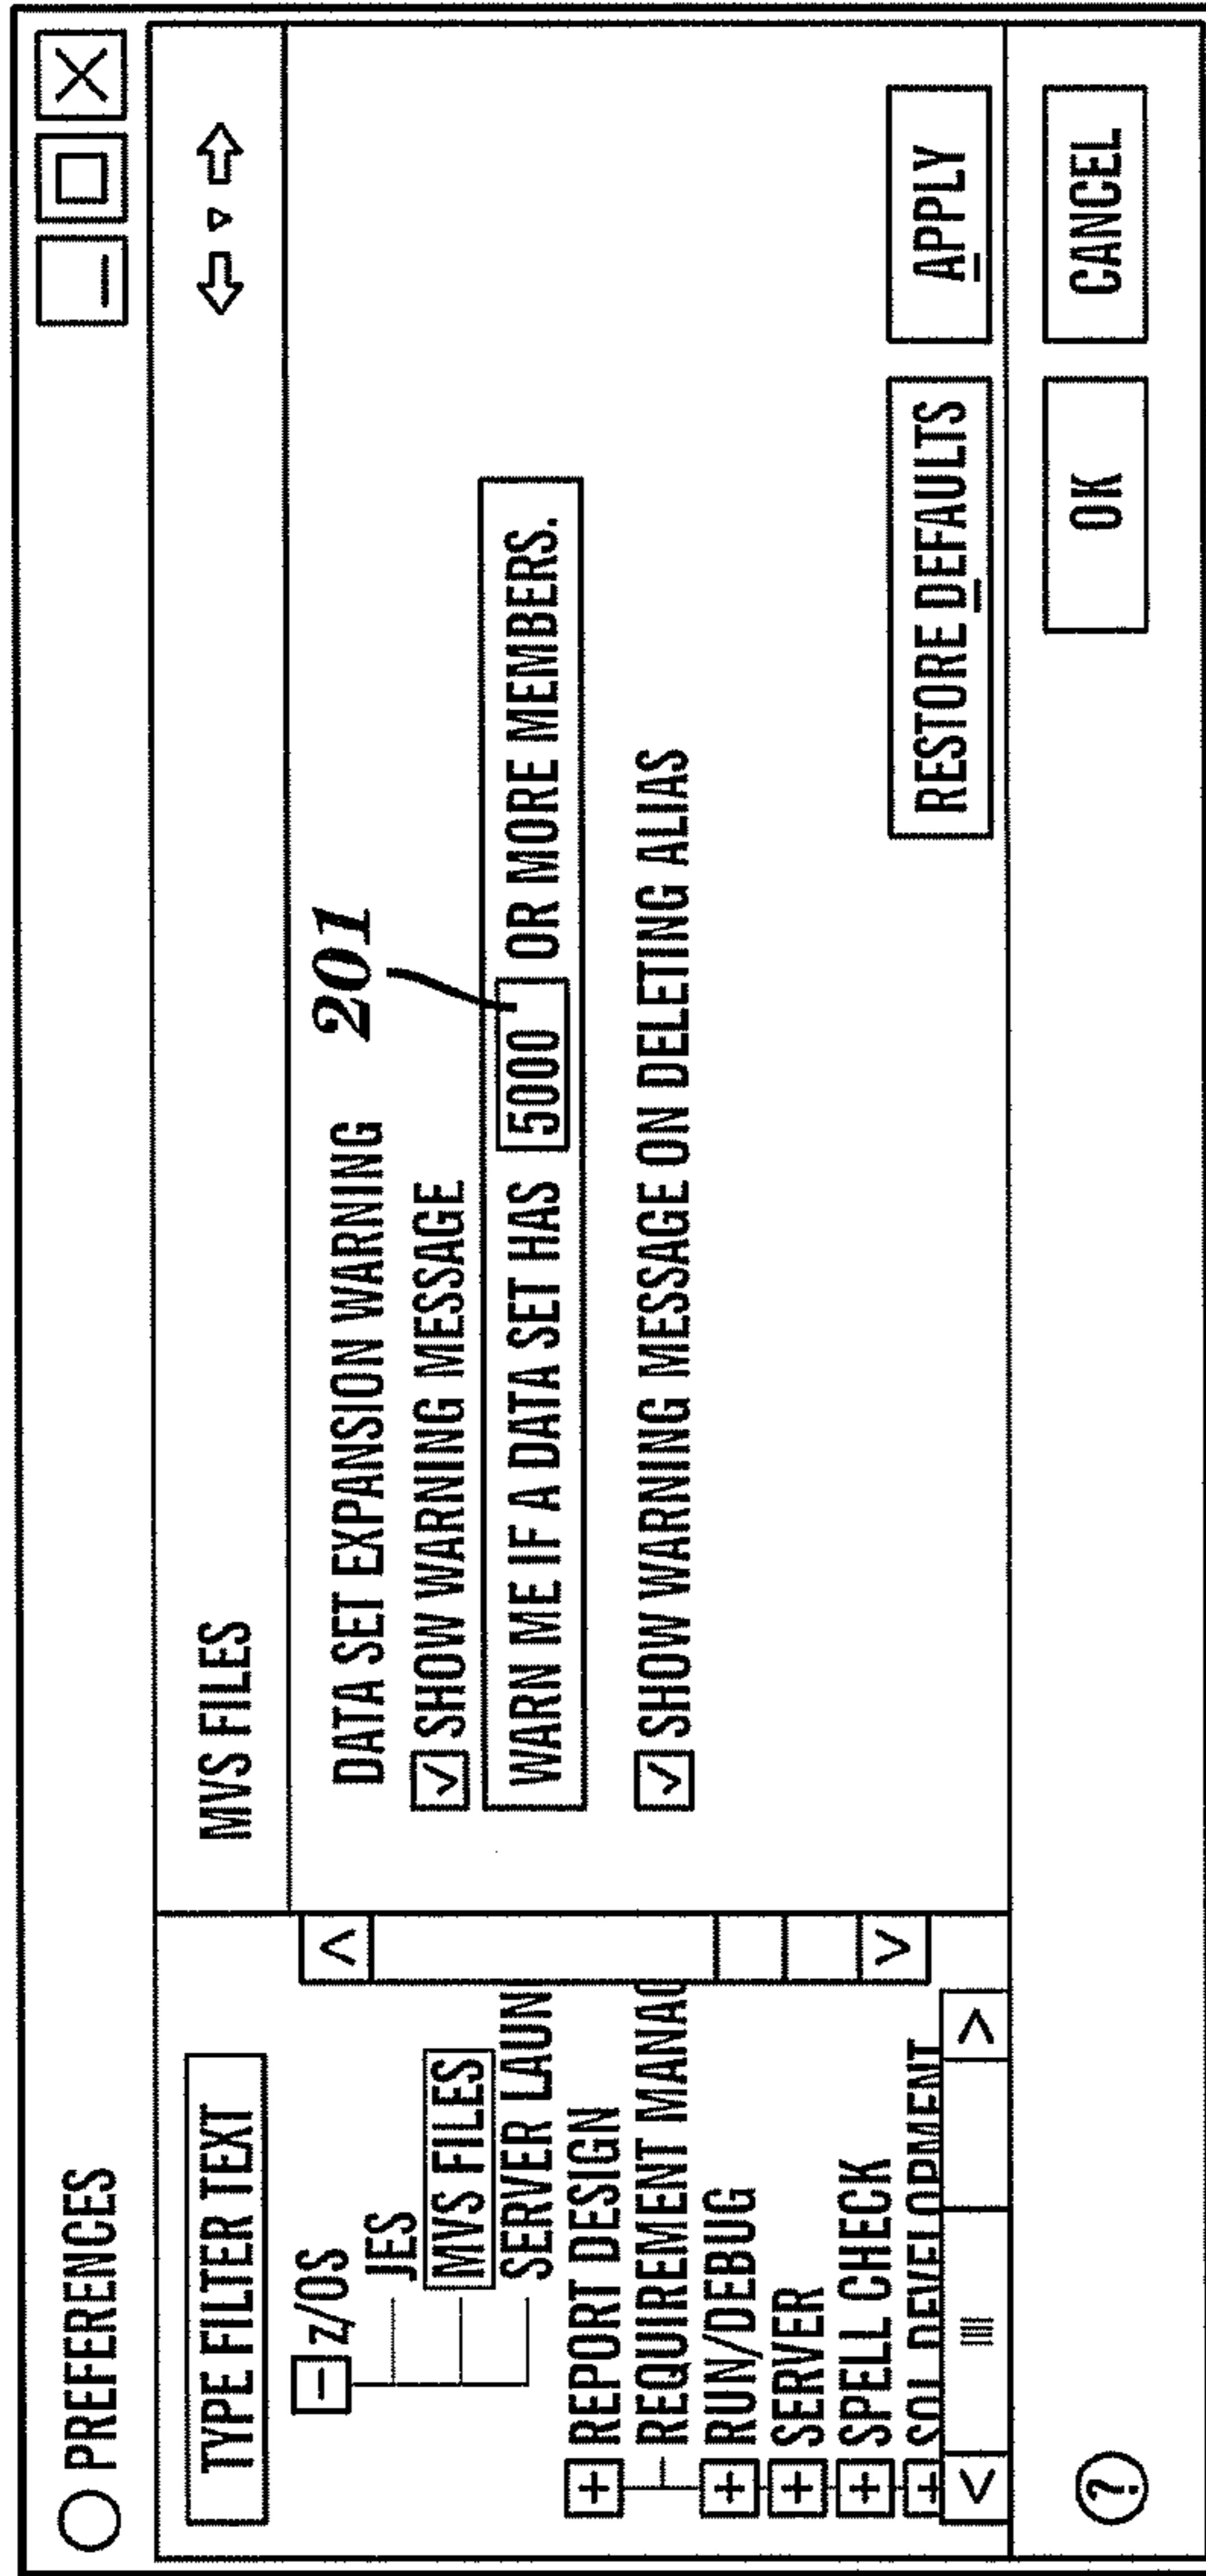 PREFERENCES
TYPE FILTER TEXT
z/OS
JES
MVS FILES
SERVER LAUN
REPORT DESIGN
REQUIREMENT MANAG
RUN/DEBUG
SERVER
SPELL CHECK
SQL DEVELOPMENT
MVS FILES
DATA SET EXPANSION WARNING
201
SHOW WARNING MESSAGE
WARN ME IF A DATA SET HAS 5000 OR MORE MEMBERS.
SHOW WARNING MESSAGE ON DELETING ALIAS
RESTORE DEFAULTS
APPLY
?
OK
CANCEL